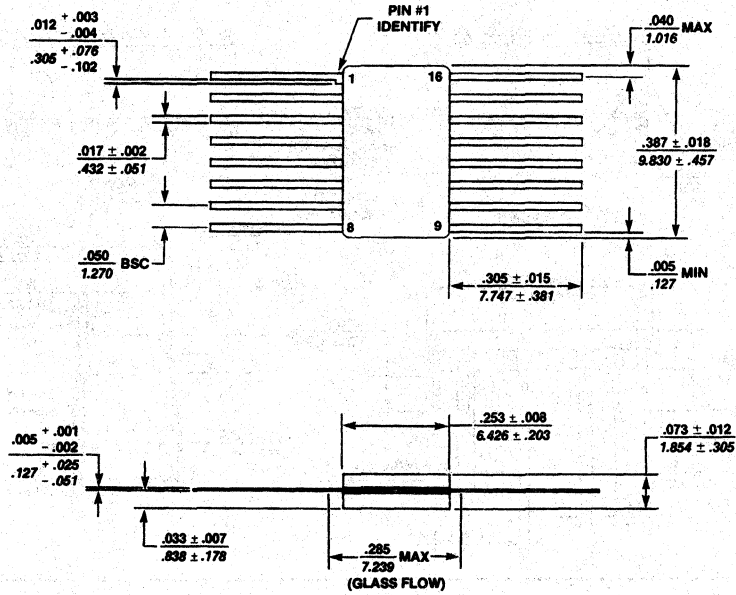 PIN #1
IDENTIFY
.012 + .003
- .004
.305 + .076
- .102
.040
1.016 MAX
1
16
.017 ± .002
.432 ± .051
.387 ± .018
9.830 ± .457
8
9
.050
1.270 BSC
.305 ± .015
7.747 ± .381
.005
.127 MIN
.253 ± .008
6.426 ± .203
.073 ± .012
1.854 ± .305
.005 + .001
- .002
.127 + .025
- .051
.033 ± .007
.838 ± .178
.285
7.239 MAX
(GLASS FLOW)